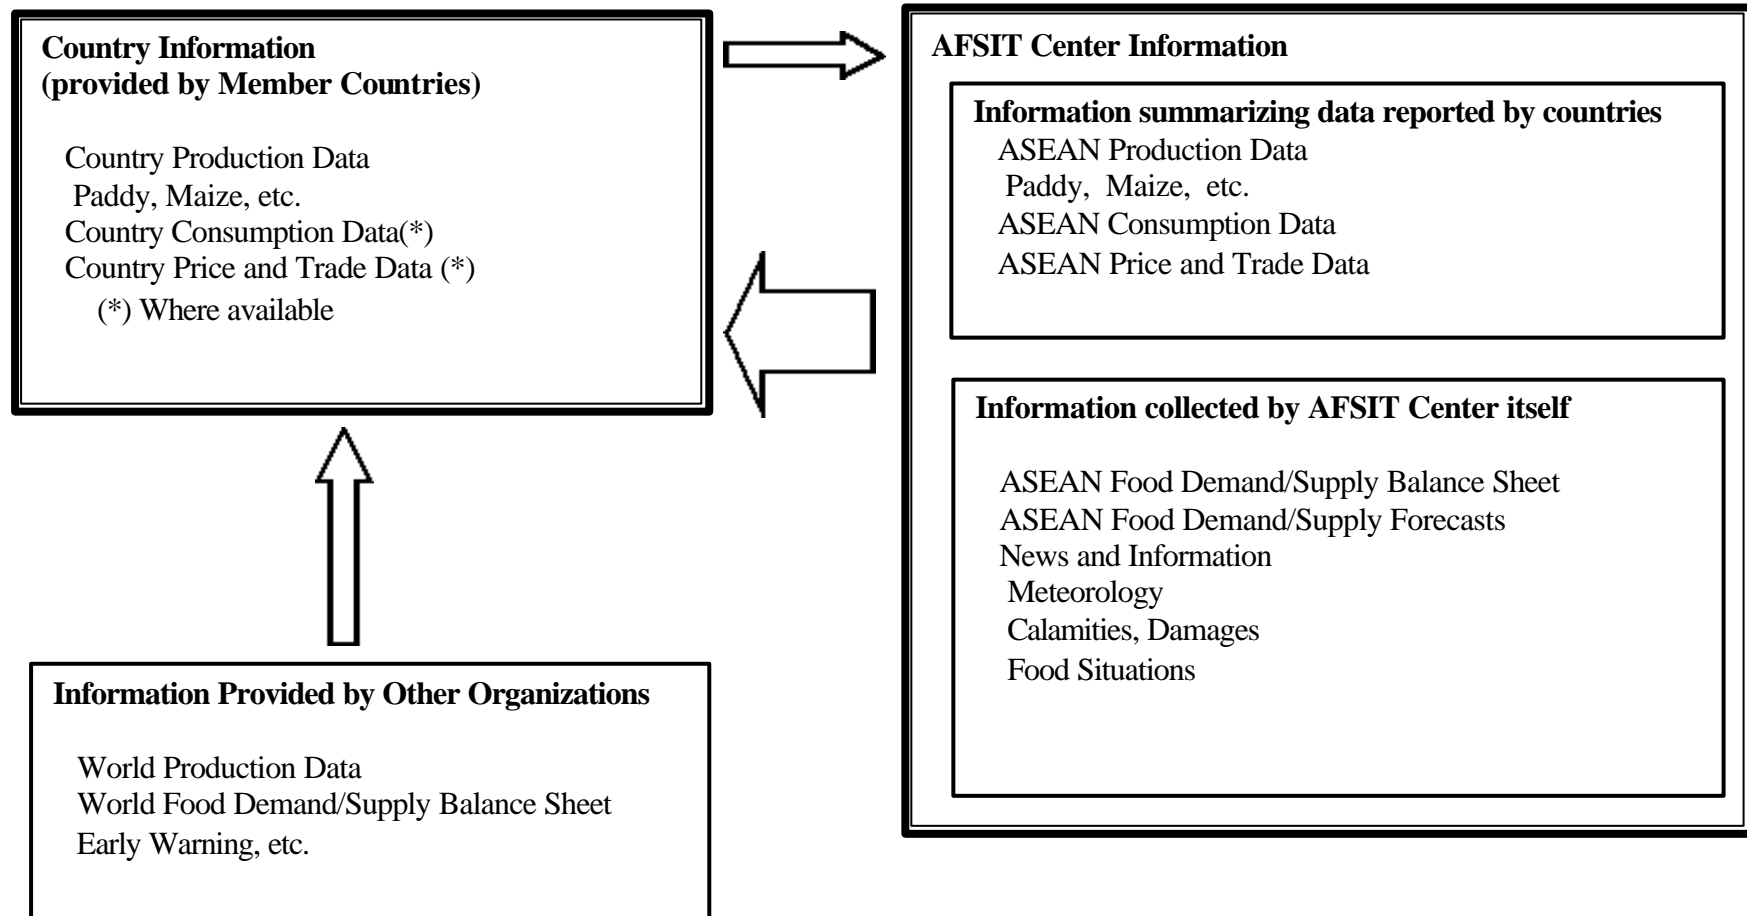 Country Information
(provided by Member Countries)
Country Production Data
Paddy, Maize, etc.
Country Consumption Data(*)
Country Price and Trade Data (*)
(*) Where available
AFSIT Center Information
Information summarizing data reported by countries
ASEAN Production Data
Paddy, Maize, etc.
ASEAN Consumption Data
ASEAN Price and Trade Data
Information collected by AFSIT Center itself
ASEAN Food Demand/Supply Balance Sheet
ASEAN Food Demand/Supply Forecasts
News and Information
Meteorology
Calamities, Damages
Food Situations
Information Provided by Other Organizations
World Production Data
World Food Demand/Supply Balance Sheet
Early Warning, etc.